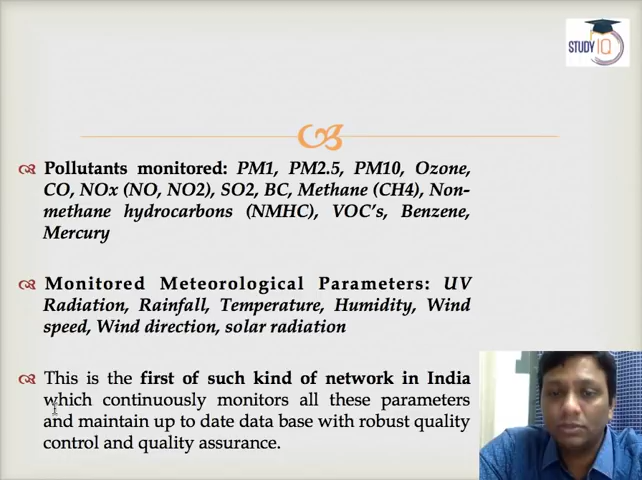 STUDY IQ
Pollutants monitored: PM1, PM2.5, PM10, Ozone,
CO, NOx (NO, NO2), SO2, BC, Methane (CH4), Non-
methane hydrocarbons (NMHC), VOC's, Benzene,
Mercury
Monitored Meteorological Parameters: UV
Radiation, Rainfall, Temperature, Humidity, Wind
speed, Wind direction, solar radiation
This is the first of such kind of network in India
which continuously monitors all these parameters
and maintain up to date data base with robust quality
control and quality assurance.